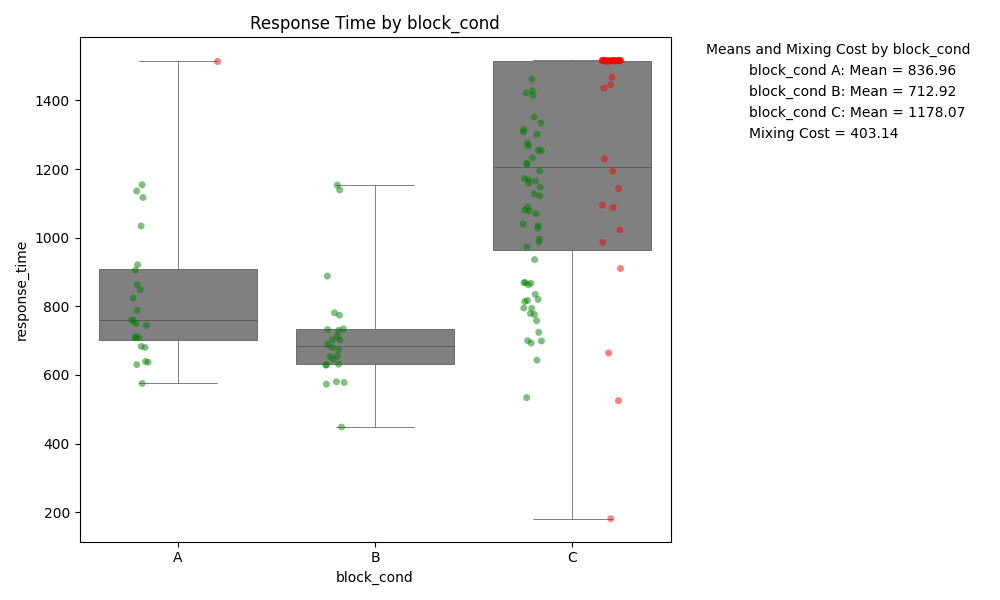 Response Time by block_cond
Means and Mixing Cost by block_cond
block_cond A: Mean = 836.96
block_cond B: Mean = 712.92
block_cond C: Mean = 1178.07
Mixing Cost = 403.14
response_time
1400
1200
1000
800
600
400
200
A
B
C
block_cond